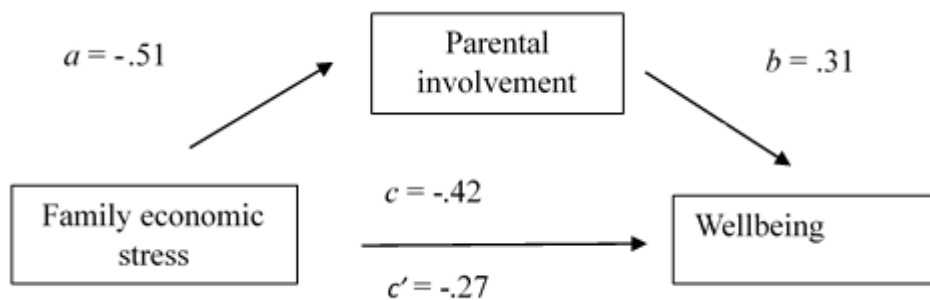 a = -.51
Parental
involvement
b = .31
Family economic
stress
c = -.42
c′ = -.27
Wellbeing